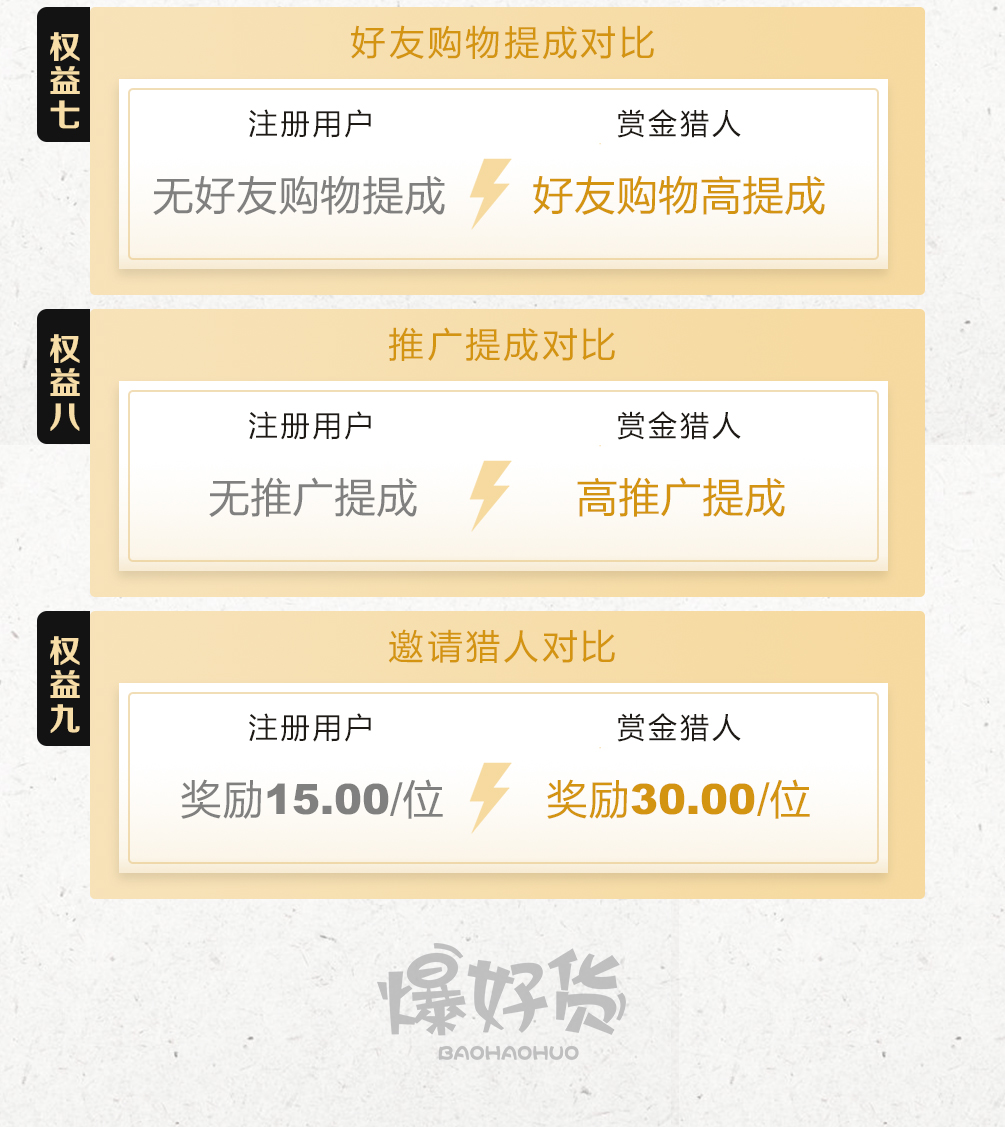 权益七
好友购物提成对比
注册用户
赏金猎人
无好友购物提成
好友购物高提成
权益八
推广提成对比
注册用户
赏金猎人
无推广提成
高推广提成
权益九
邀请猎人对比
注册用户
赏金猎人
奖励15.00/位
奖励30.00/位
爆好货
BAOHAOHUO